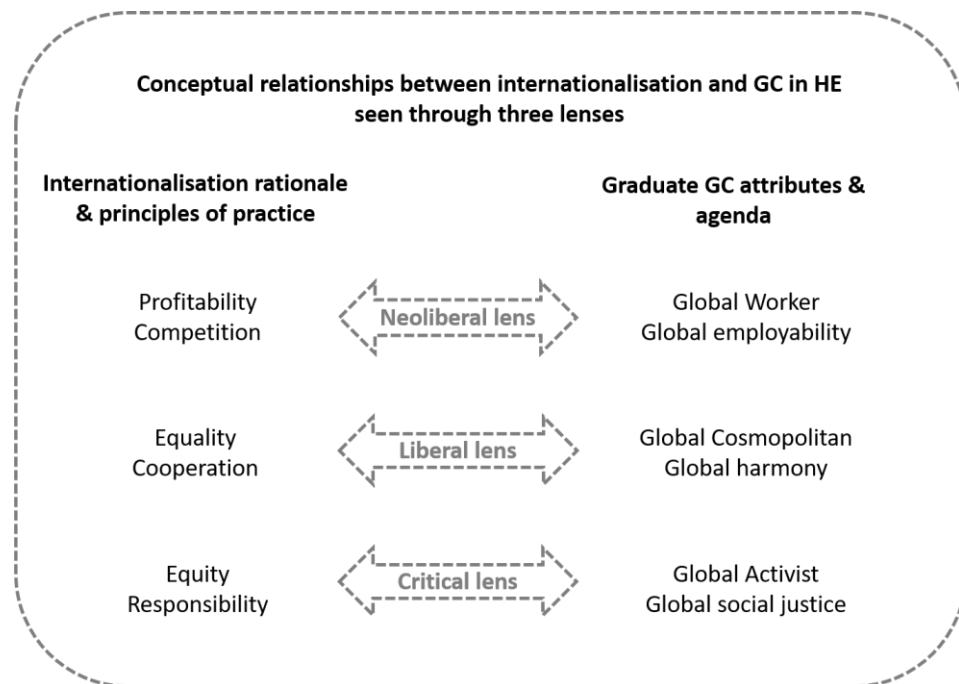 Conceptual relationships between internationalisation and GC in HE
seen through three lenses
Internationalisation rationale
& principles of practice
Graduate GC attributes &
agenda
Profitability
Competition
Neoliberal lens
Global Worker
Global employability
Equality
Cooperation
Liberal lens
Global Cosmopolitan
Global harmony
Equity
Responsibility
Critical lens
Global Activist
Global social justice